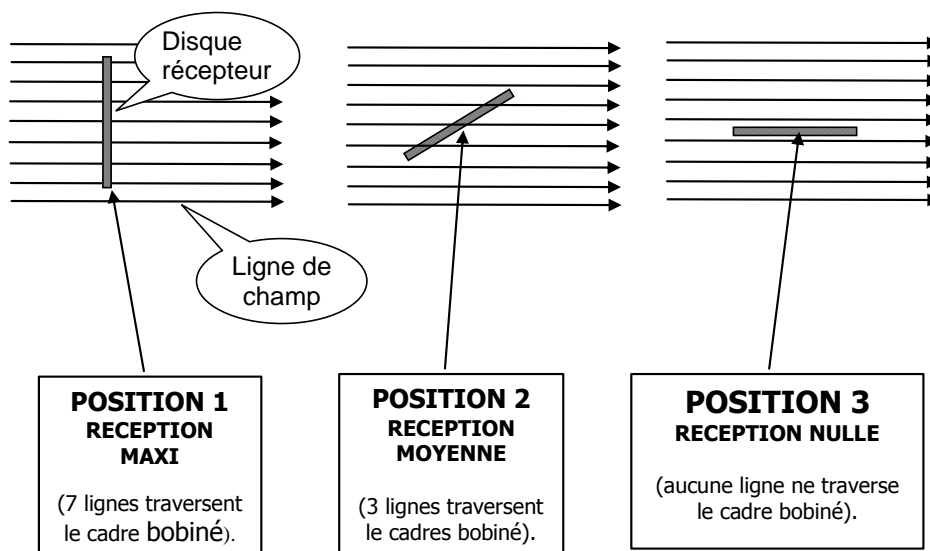 Disque
récepteur
Ligne de
champ
POSITION 1
RECEPTION
MAXI
(7 lignes traversent
le cadre bobiné).
POSITION 2
RECEPTION
MOYENNE
(3 lignes traversent
le cadres bobiné).
POSITION 3
RECEPTION NULLE
(aucune ligne ne traverse
le cadre bobiné).